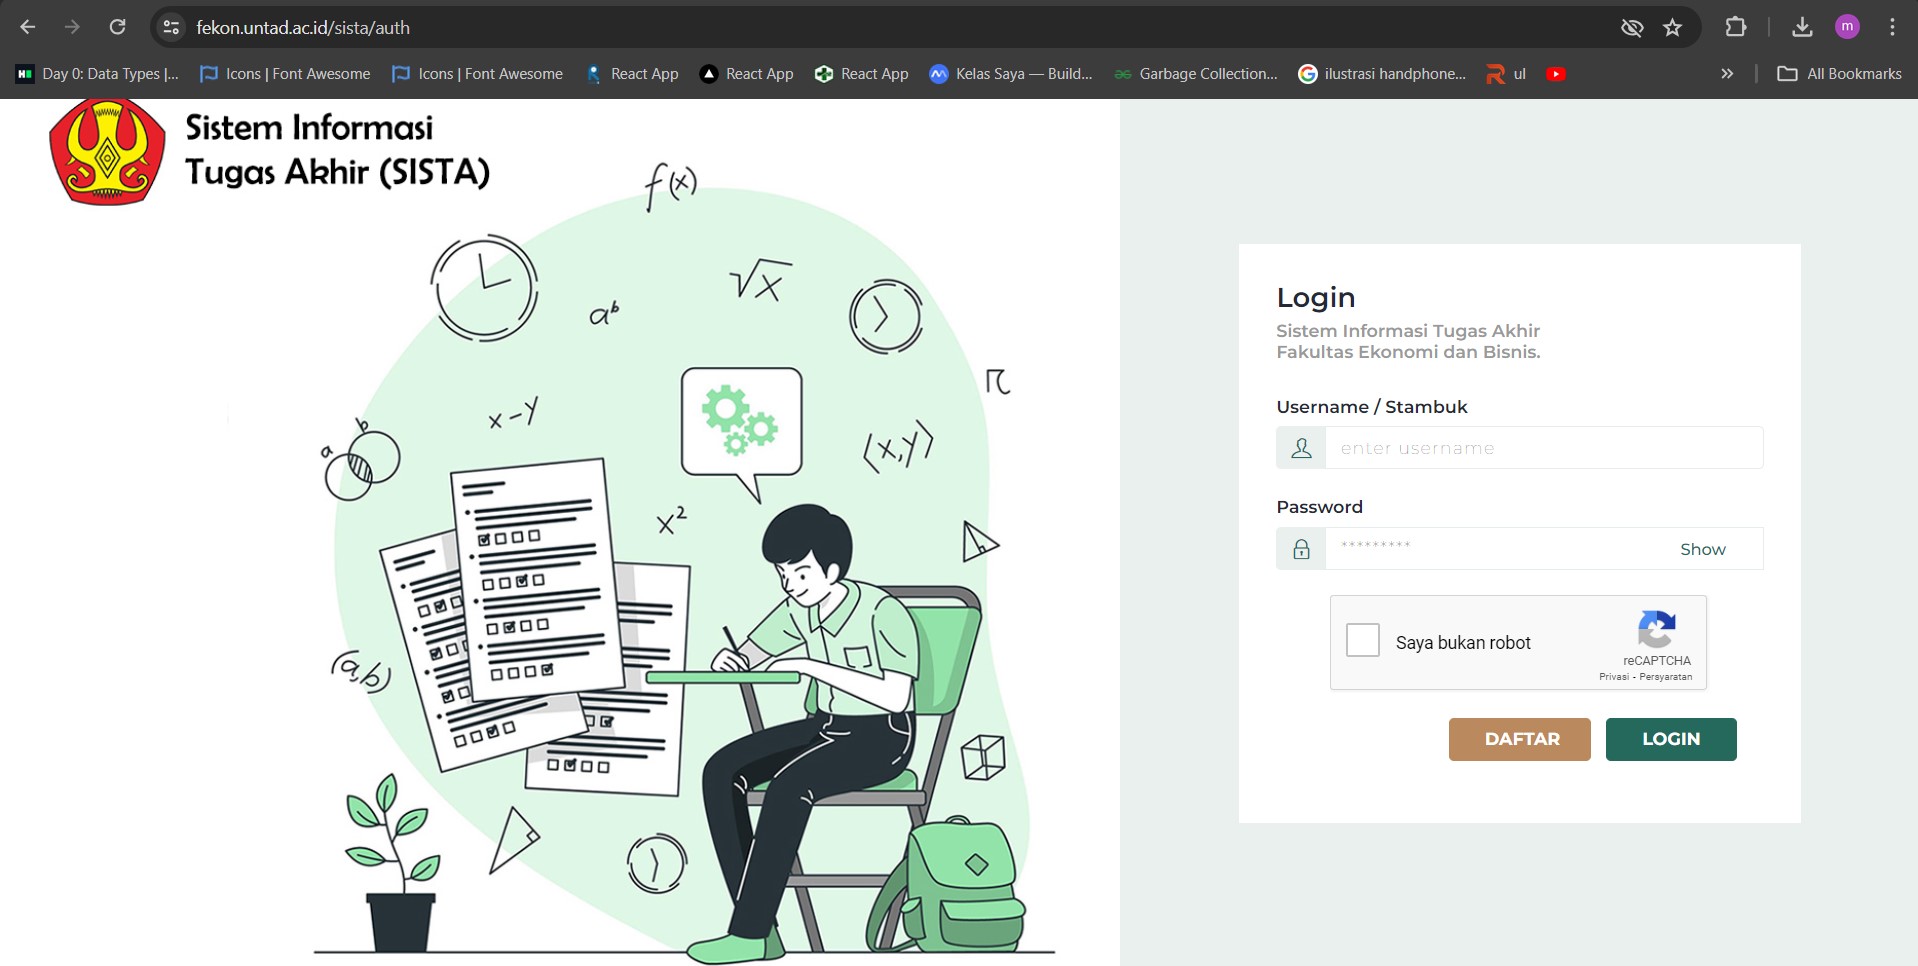 fekon.untad.ac.id/sista/auth
m
Day 0: Data Types |...
Icons | Font Awesome
Icons | Font Awesome
React App
React App
React App
Kelas Saya — Build...
Garbage Collection...
ilustrasi handphone...
ul
»
All Bookmarks
Sistem Informasi
Tugas Akhir (SISTA)
f(x)
√x
a^b
π
x-y
(x,y)
b
a
x²
(a,b)
Login
Sistem Informasi Tugas Akhir
Fakultas Ekonomi dan Bisnis.
Username / Stambuk
enter username
Password
*********
Show
Saya bukan robot
reCAPTCHA
Privasi - Persyaratan
DAFTAR
LOGIN